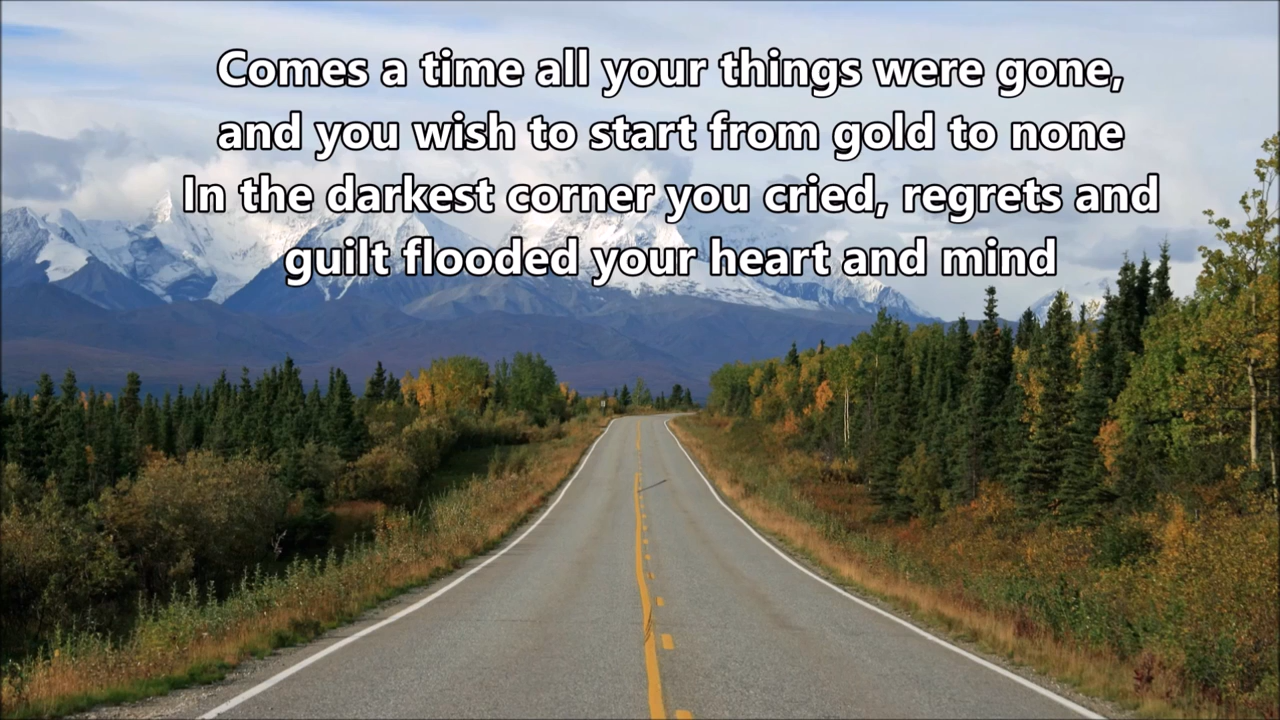 Comes a time all your things were gone,
and you wish to start from gold to none
In the darkest corner you cried, regrets and
guilt flooded your heart and mind